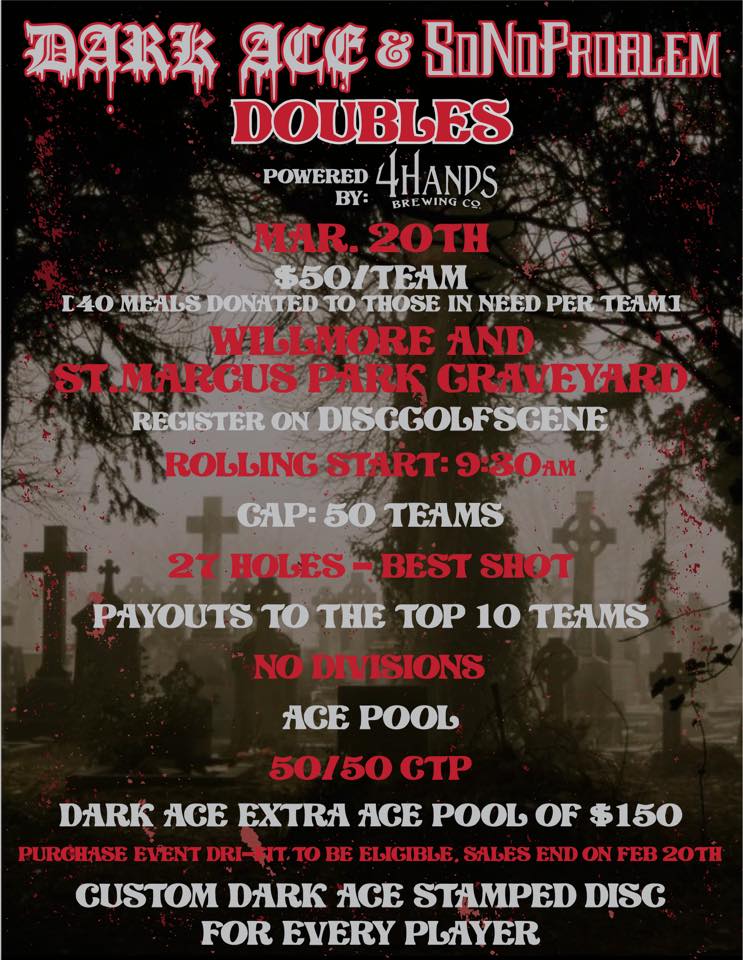 DARK ACE & SONOPROBLEM
DOUBLES
POWERED BY: 4HANDS BREWING CO.
MAR. 20TH
$50/TEAM
[40 MEALS DONATED TO THOSE IN NEED PER TEAM]
WILLMORE AND
ST.MARCUS PARK GRAVEYARD
REGISTER ON DISCGOLFSCENE
ROLLING START: 9:30AM
CAP: 50 TEAMS
27 HOLES - BEST SHOT
PAYOUTS TO THE TOP 10 TEAMS
NO DIVISIONS
ACE POOL
50/50 CTP
DARK ACE EXTRA ACE POOL OF $150
PURCHASE EVENT DRI-FIT TO BE ELIGIBLE. SALES END ON FEB 20TH
CUSTOM DARK ACE STAMPED DISC
FOR EVERY PLAYER